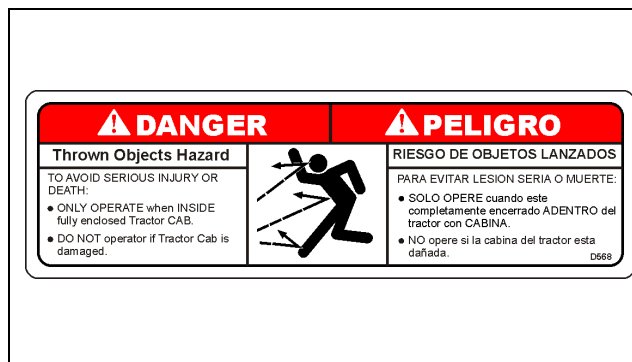 DANGER
PELIGRO
Thrown Objects Hazard
TO AVOID SERIOUS INJURY OR
DEATH:
● ONLY OPERATE when INSIDE
fully enclosed Tractor CAB.
● DO NOT operator if Tractor Cab is
damaged.
RIESGO DE OBJETOS LANZADOS
PARA EVITAR LESION SERIA O MUERTE:
● SOLO OPERE cuando este
completamente encerrado ADENTRO del
tractor con CABINA.
● NO opere si la cabina del tractor esta
dañada.
D568